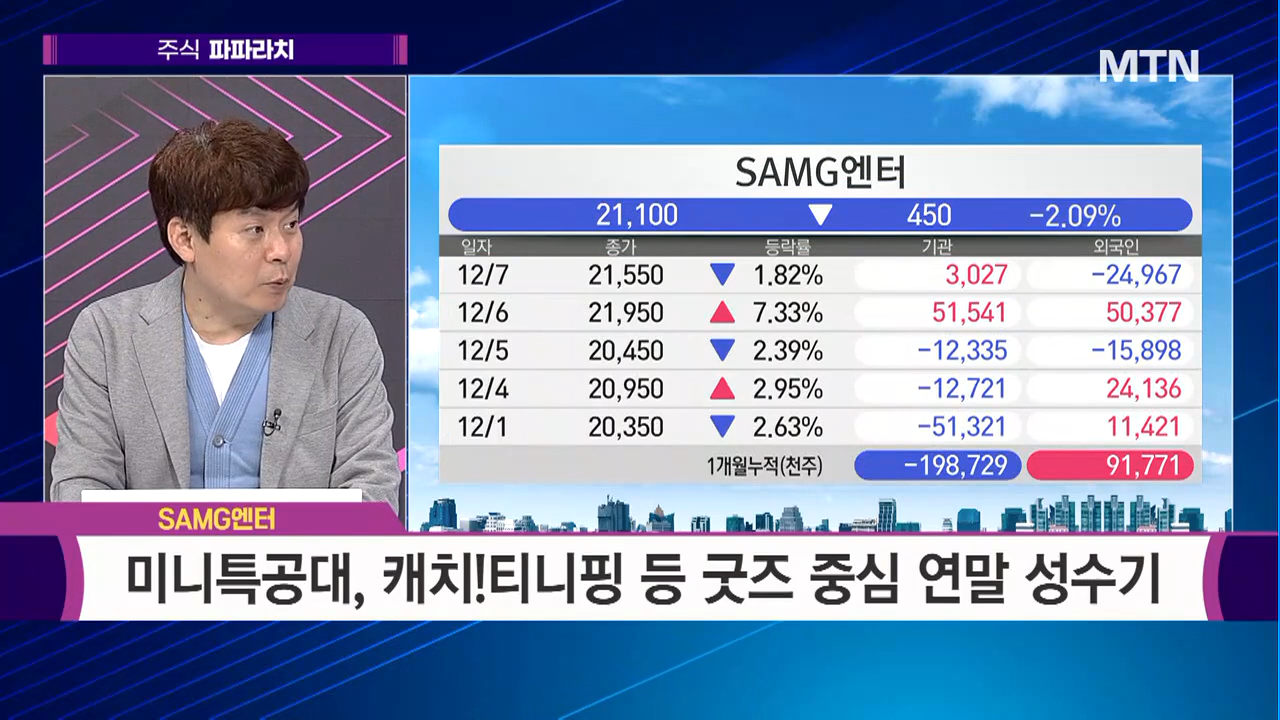 주식 파파라치
MTN
SAMG엔터
21,100 ▼ 450 -2.09%
일자 종가 등락률 기관 외국인
12/7 21,550 ▼ 1.82% 3,027 -24,967
12/6 21,950 ▲ 7.33% 51,541 50,377
12/5 20,450 ▼ 2.39% -12,335 -15,898
12/4 20,950 ▲ 2.95% -12,721 24,136
12/1 20,350 ▼ 2.63% -51,321 11,421
1개월누적(천주) -198,729 91,771
SAMG엔터
미니특공대, 캐치!티니핑 등 굿즈 중심 연말 성수기